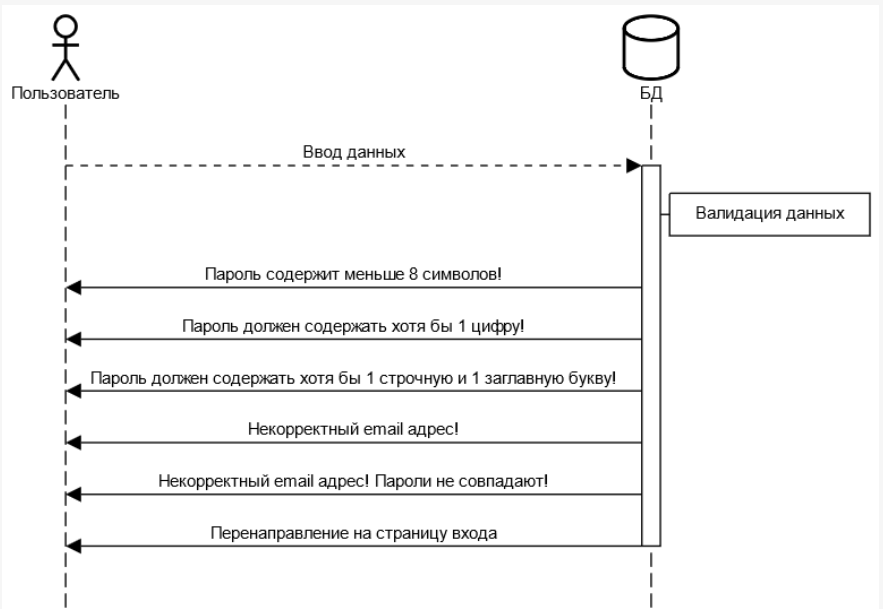 Пользователь
БД
Ввод данных
Валидация данных
Пароль содержит меньше 8 символов!
Пароль должен содержать хотя бы 1 цифру!
Пароль должен содержать хотя бы 1 строчную и 1 заглавную букву!
Некорректный email адрес!
Некорректный email адрес! Пароли не совпадают!
Перенаправление на страницу входа